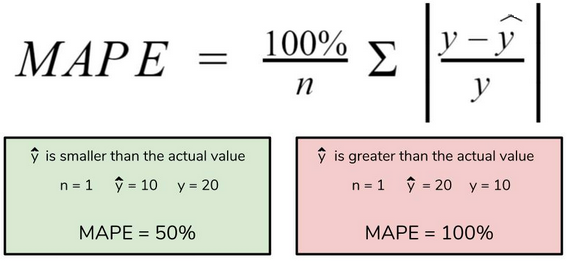 MAPE = 100%/n Σ |y − ŷ / y|
ŷ is smaller than the actual value
n = 1 ŷ = 10 y = 20
MAPE = 50%
ŷ is greater than the actual value
n = 1 ŷ = 20 y = 10
MAPE = 100%